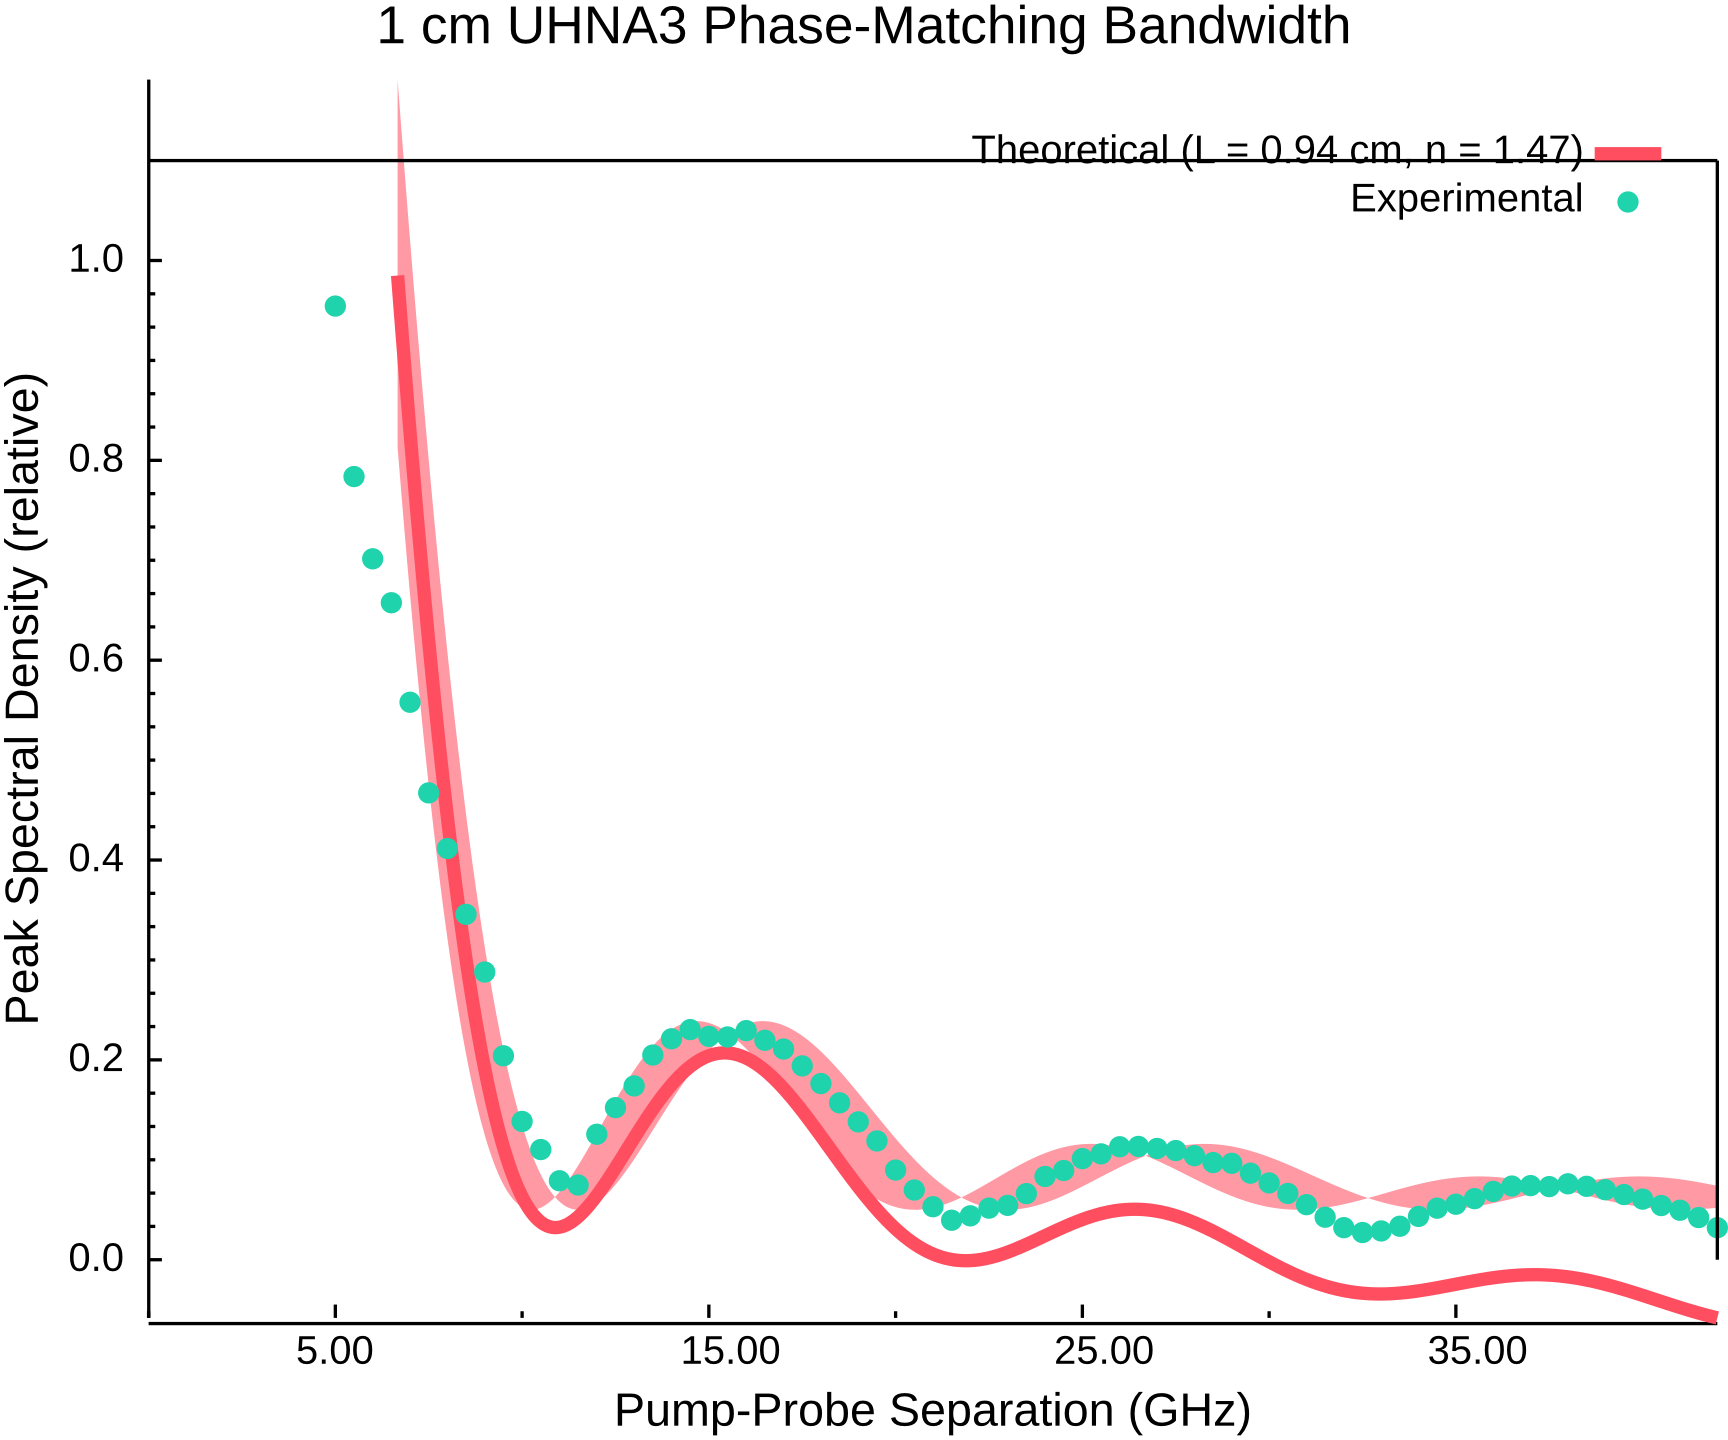 1 cm UHNA3 Phase-Matching Bandwidth
Theoretical (L = 0.94 cm, n = 1.47)
Experimental
1.0
0.8
0.6
0.4
0.2
0.0
Peak Spectral Density (relative)
5.00 15.00 25.00 35.00
Pump-Probe Separation (GHz)